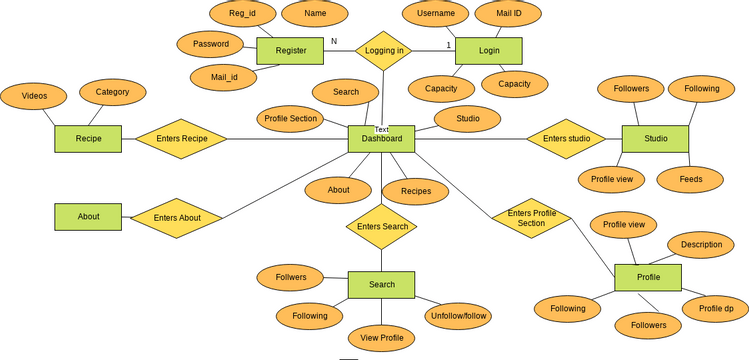 Reg_id
Name
Username
Mail ID
Password
Register
N
Logging in
1
Login
Mail_id
Capacity
Capacity
Videos
Category
Search
Followers
Following
Profile Section
Studio
Recipe
Enters Recipe
Text
Dashboard
Enters studio
Studio
About
Recipes
Profile view
Feeds
About
Enters About
Enters Search
Enters Profile
Section
Profile view
Description
Follwers
Search
Profile
Following
View Profile
Unfollow/follow
Following
Followers
Profile dp